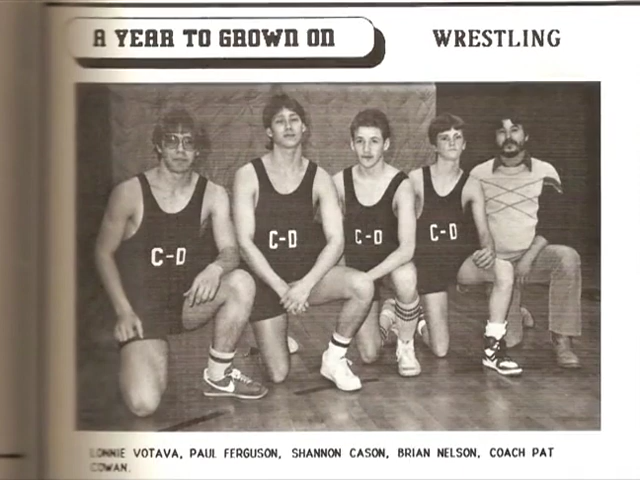 A YEAR TO GROWN ON
WRESTLING
C-D
C-D
C-D
C-D
LONNIE VOTAVA, PAUL FERGUSON, SHANNON CASON, BRIAN NELSON, COACH PAT
COWAN.